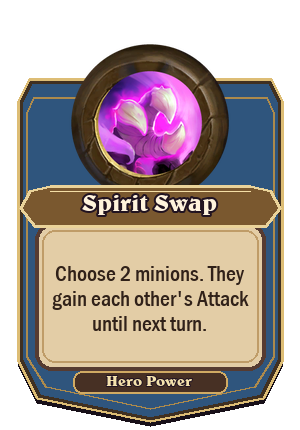 Spirit Swap
Choose 2 minions. They
gain each other's Attack
until next turn.
Hero Power